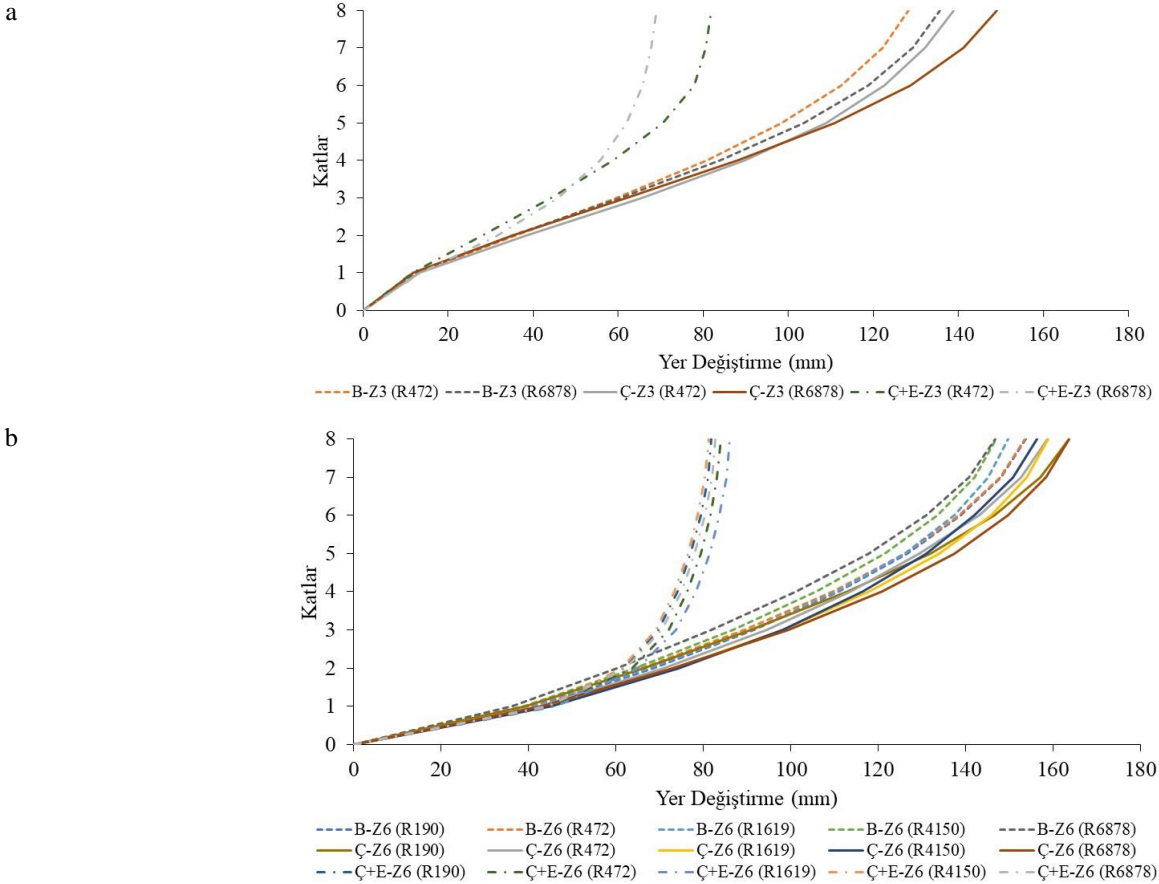 a
8
7
6
5
4
3
2
1
0
Katlar
0 20 40 60 80 100 120 140 160 180
Yer Değiştirme (mm)
B-Z3 (R472) B-Z3 (R6878) Ç-Z3 (R472) Ç-Z3 (R6878) Ç+E-Z3 (R472) Ç+E-Z3 (R6878)
b
8
7
6
5
4
3
2
1
0
Katlar
0 20 40 60 80 100 120 140 160 180
Yer Değiştirme (mm)
B-Z6 (R190) B-Z6 (R472) B-Z6 (R1619) B-Z6 (R4150) B-Z6 (R6878)
Ç-Z6 (R190) Ç-Z6 (R472) Ç-Z6 (R1619) Ç-Z6 (R4150) Ç-Z6 (R6878)
Ç+E-Z6 (R190) Ç+E-Z6 (R472) Ç+E-Z6 (R1619) Ç+E-Z6 (R4150) Ç+E-Z6 (R6878)